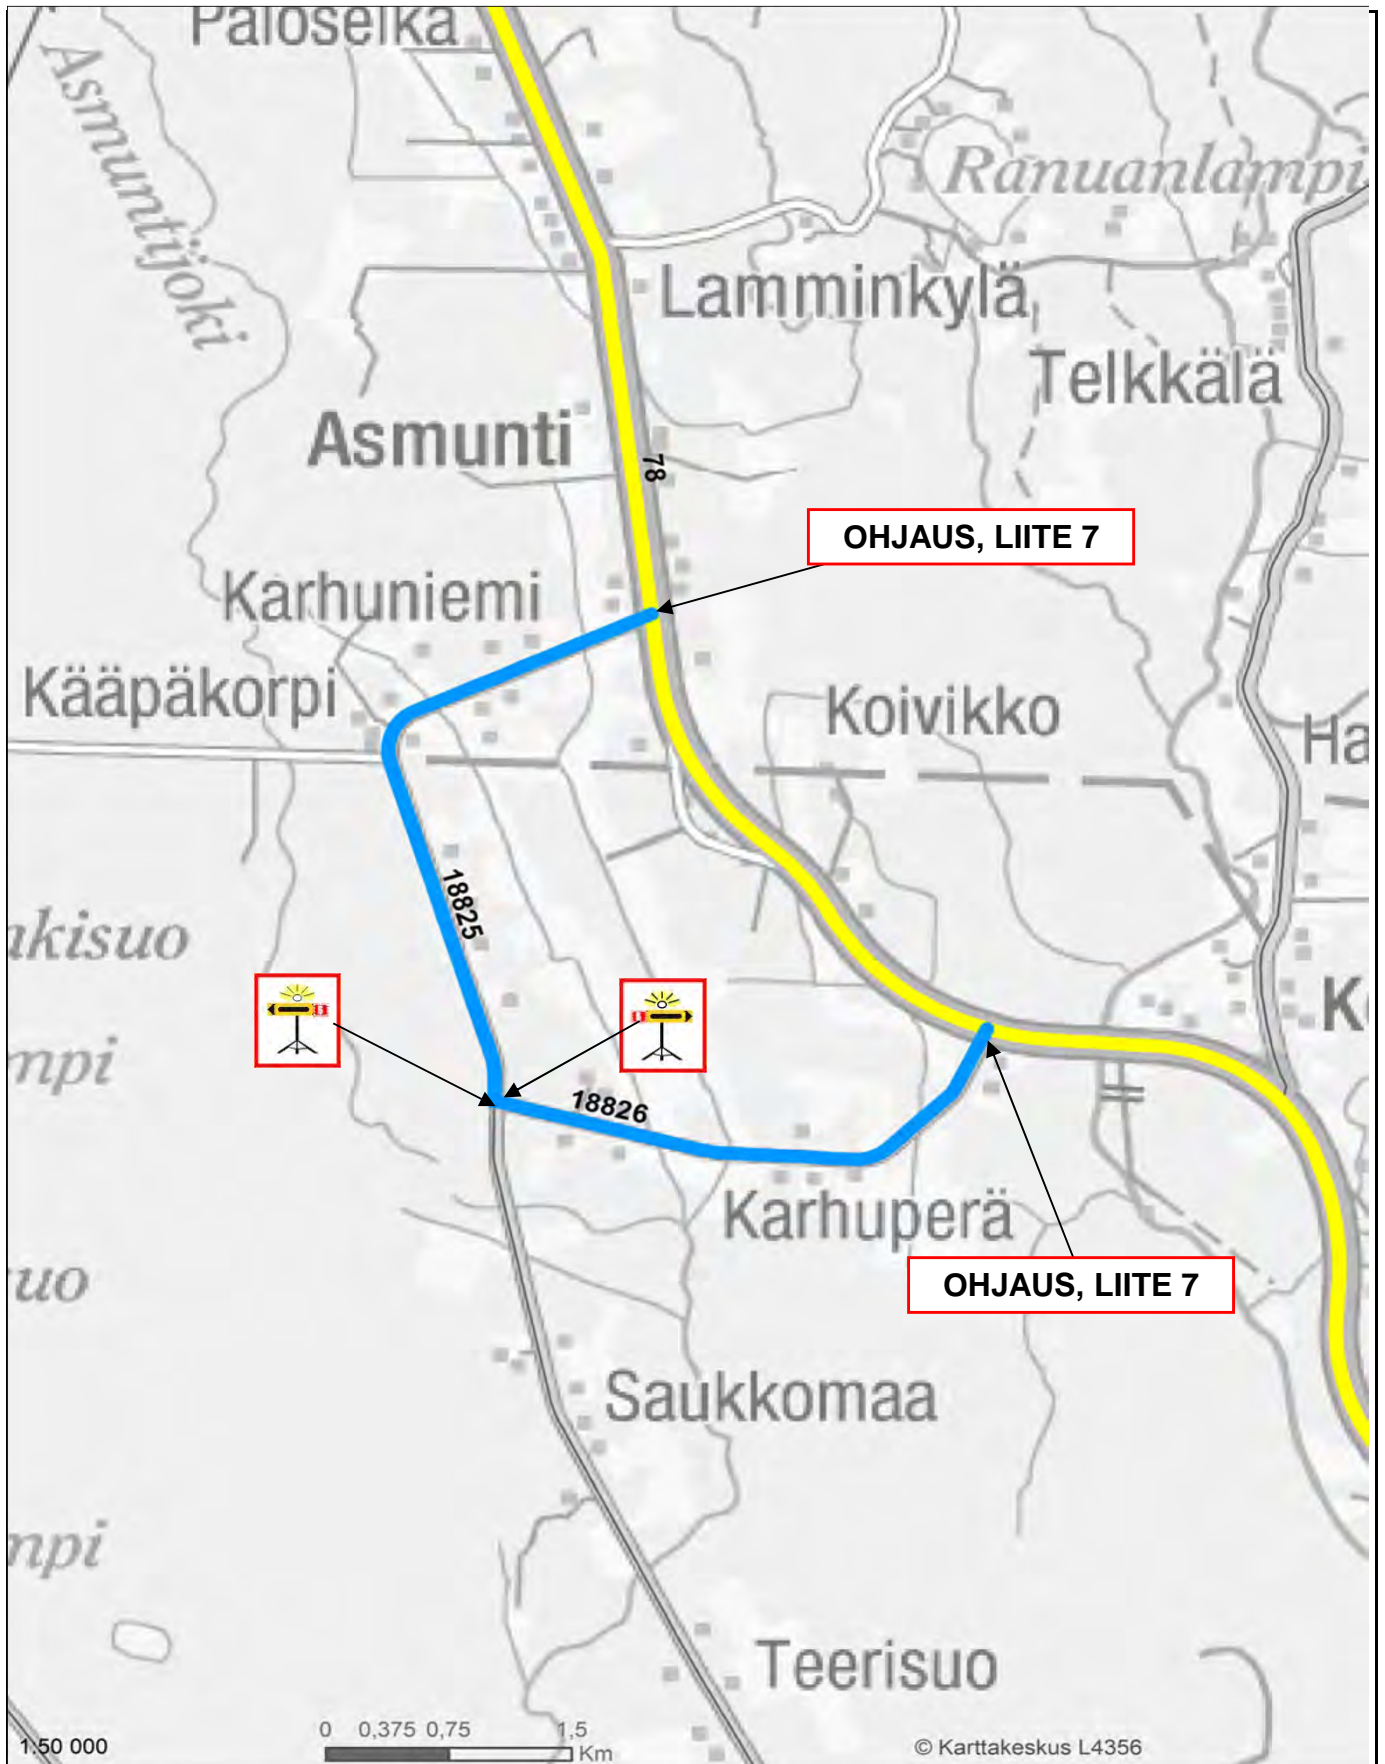 Paloselkä
Asmuntijoki
Ranuanlampi
Lamminkylä
Telkkälä
Asmunti
78
OHJAUS, LIITE 7
Karhuniemi
Kääpäkorpi
Koivikko
Ha
18825
akisuo
Ke
mpi
18826
Karhuperä
uo
OHJAUS, LIITE 7
Saukkomaa
mpi
Teerisuo
0 0,375 0,75 1,5
Km
1:50 000
© Karttakeskus L4356